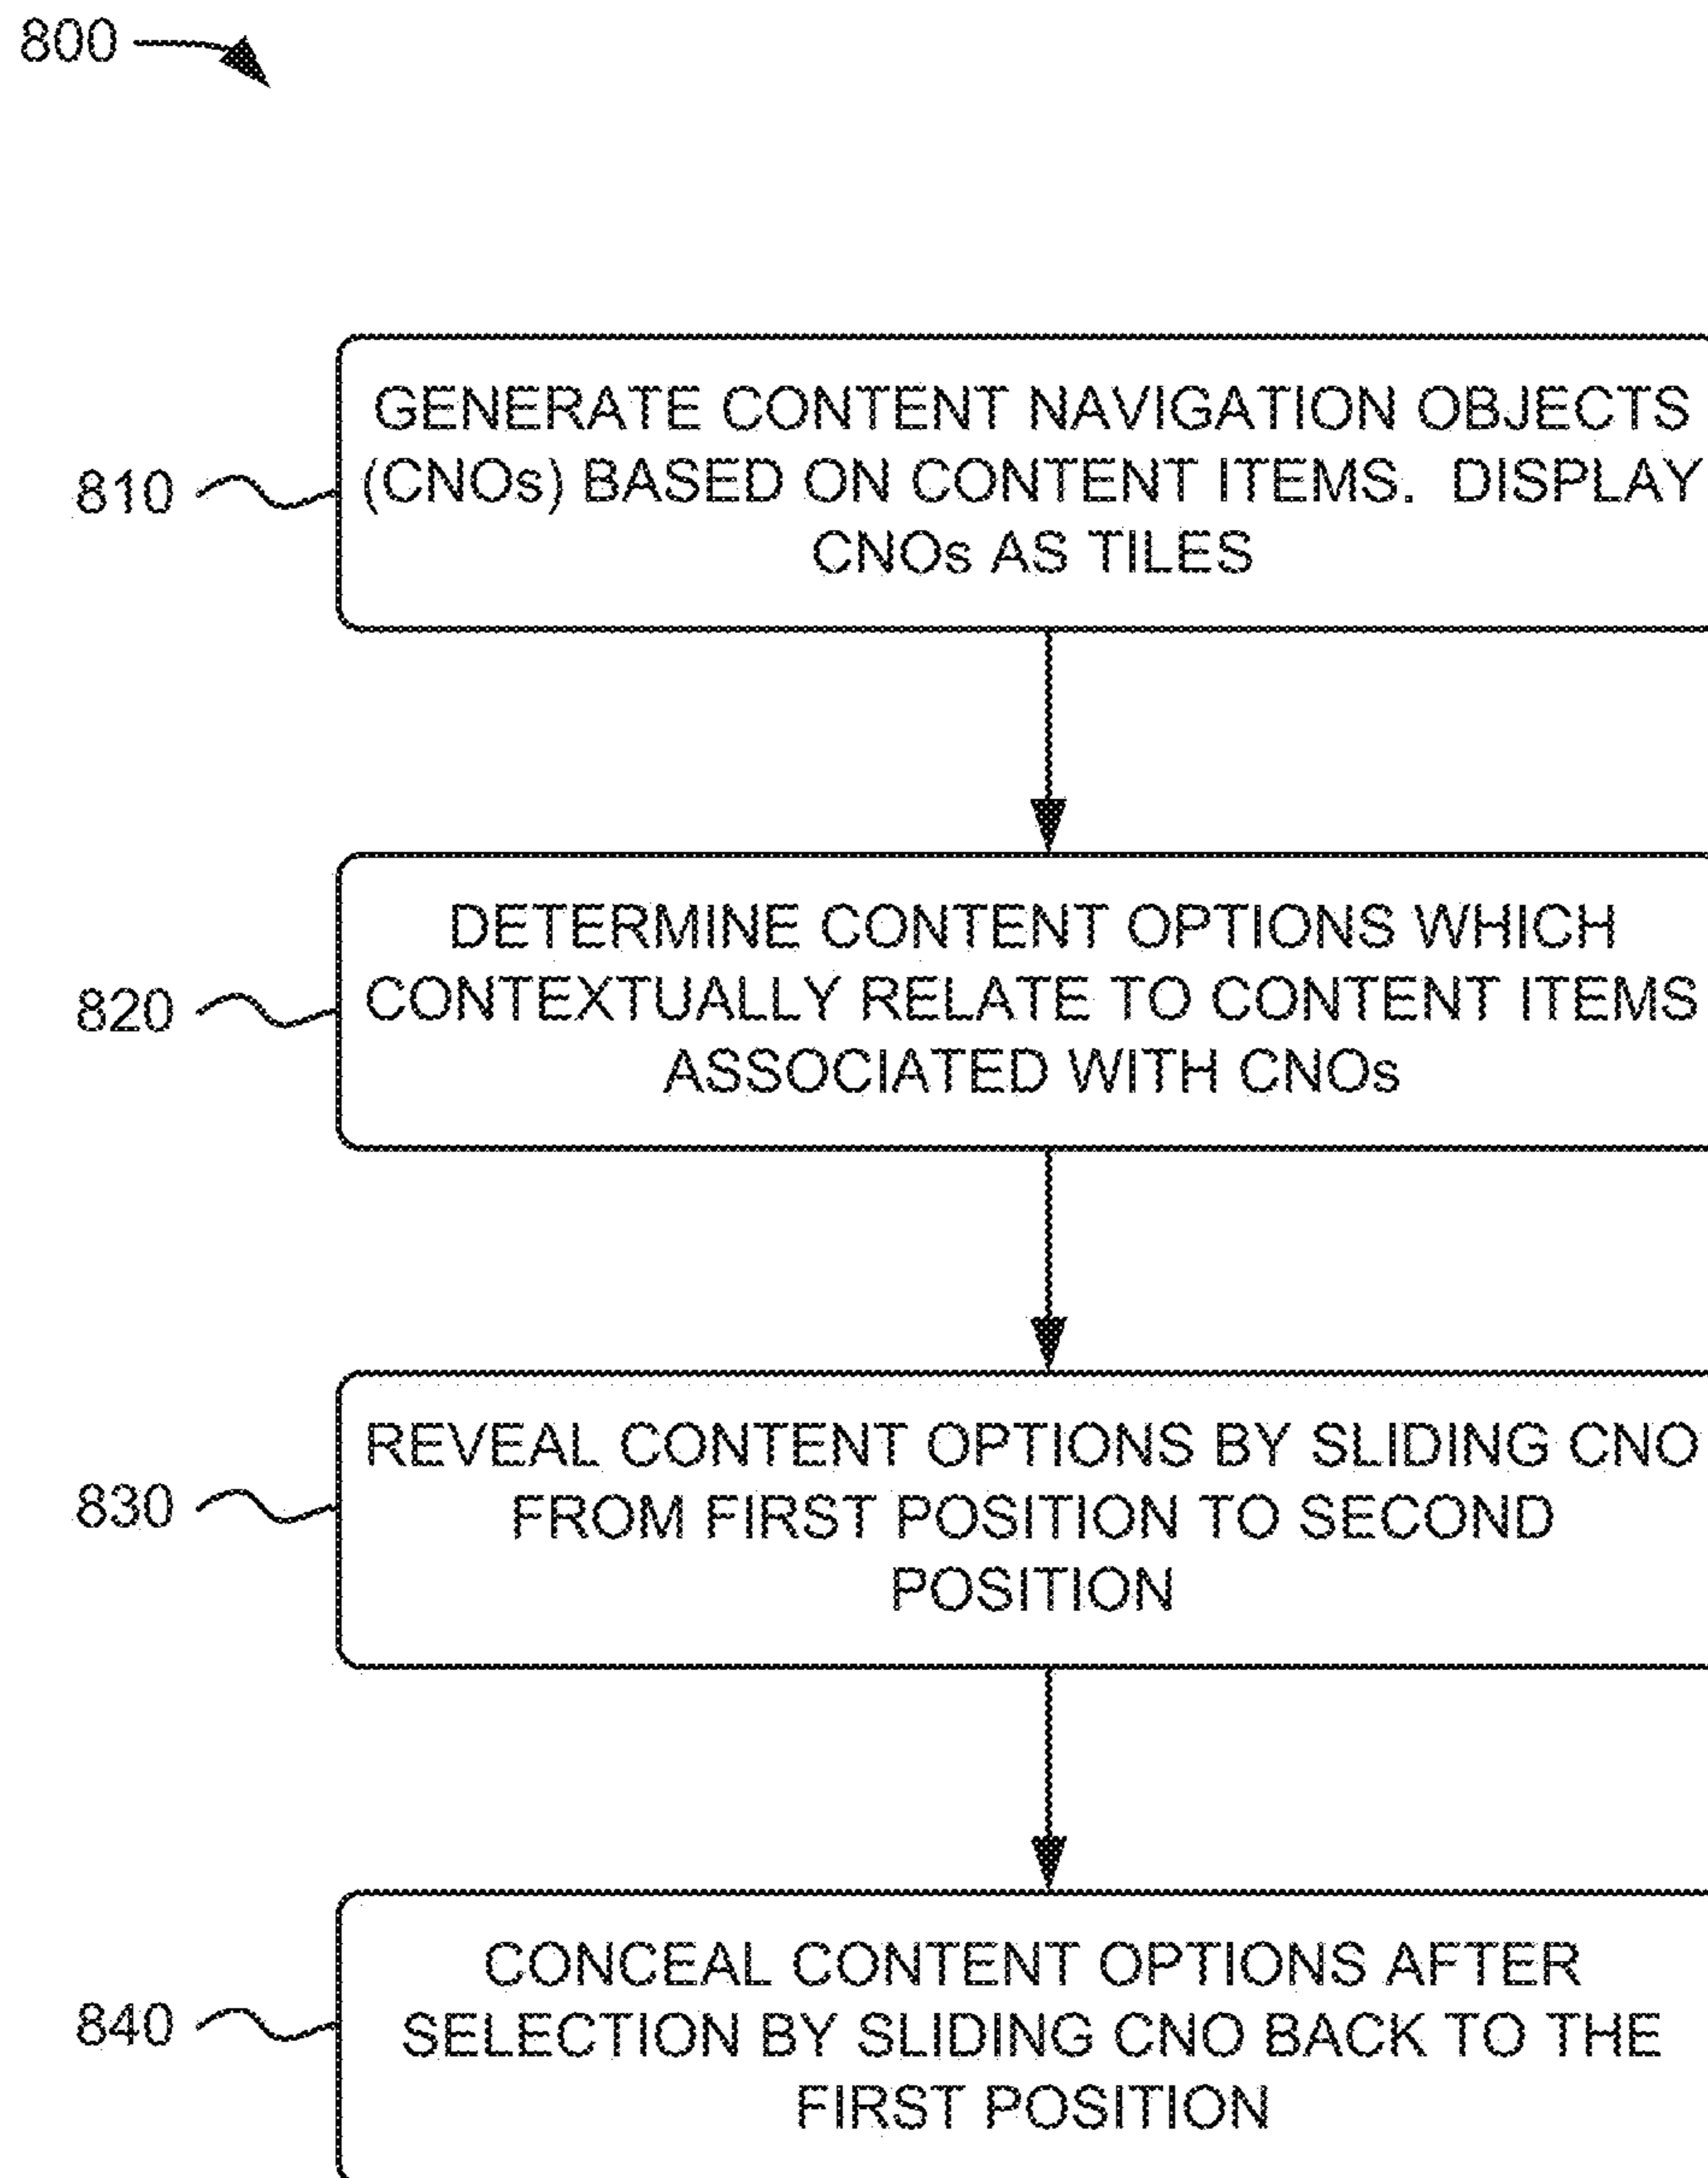 800
GENERATE CONTENT NAVIGATION OBJECTS
810
(CNOs) BASED ON CONTENT ITEMS. DISPLAY
CNOs AS TILES
DETERMINE CONTENT OPTIONS WHICH
820
CONTEXTUALLY RELATE TO CONTENT ITEMS
ASSOCIATED WITH CNOs
REVEAL CONTENT OPTIONS BY SLIDING CNO
830
FROM FIRST POSITION TO SECOND
POSITION
CONCEAL CONTENT OPTIONS AFTER
840
SELECTION BY SLIDING CNO BACK TO THE
FIRST POSITION